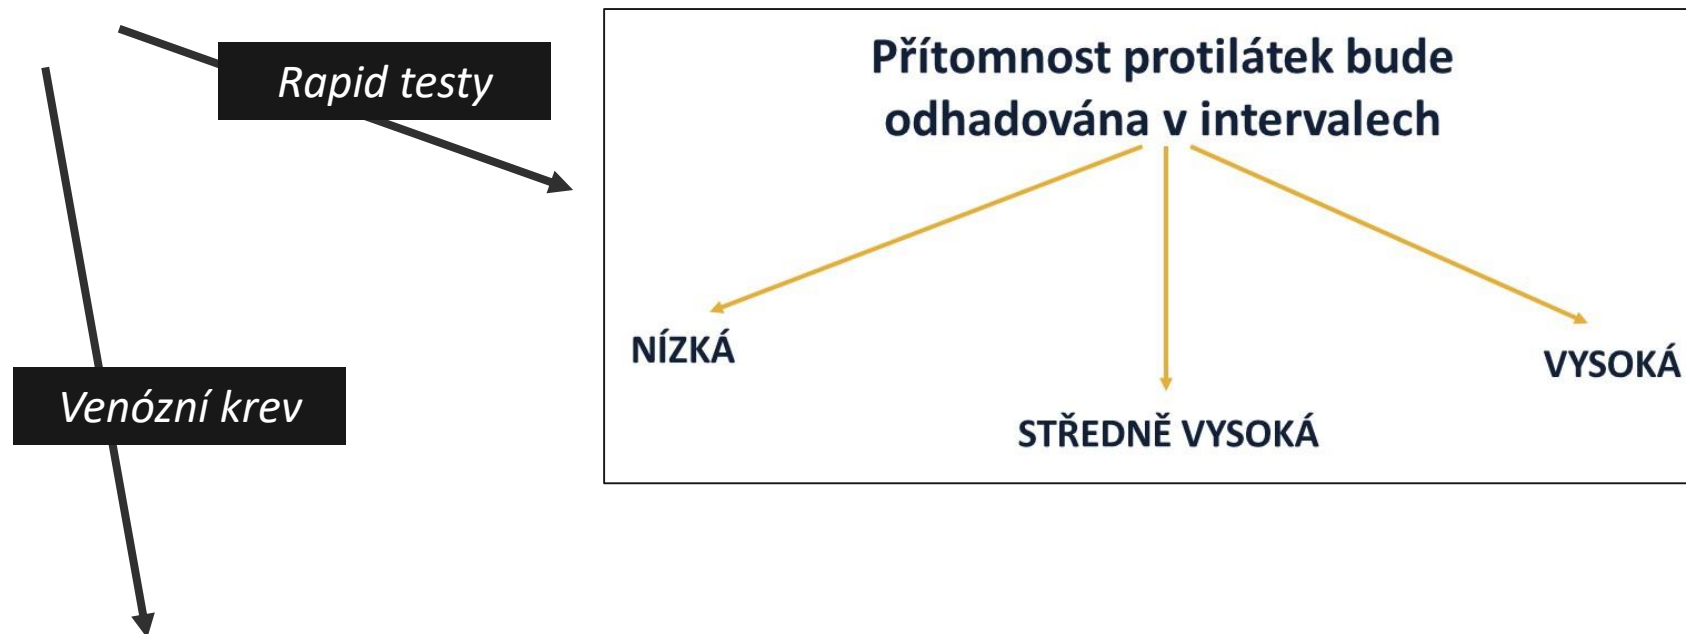 Rapid testy
Přítomnost protilátek bude
odhadována v intervalech
NÍZKÁ
VYSOKÁ
STŘEDNĚ VYSOKÁ
Venózní krev